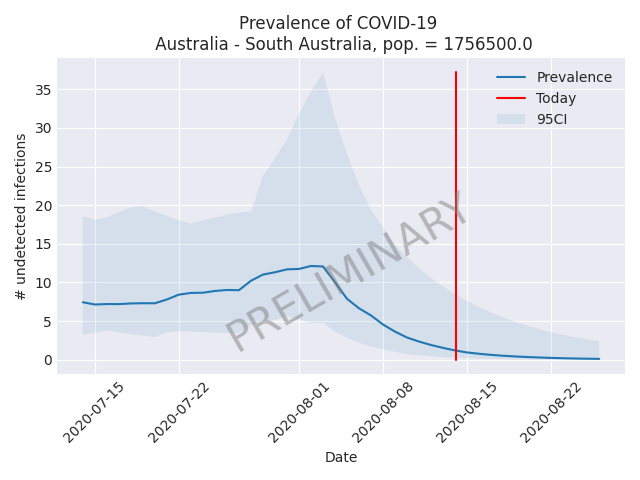 Prevalence of COVID-19
Australia - South Australia, pop. = 1756500.0
35
30
25
20
15
10
5
0
# undetected infections
Prevalence
Today
95CI
PRELIMINARY
2020-07-15
2020-07-22
2020-08-01
2020-08-08
2020-08-15
2020-08-22
Date